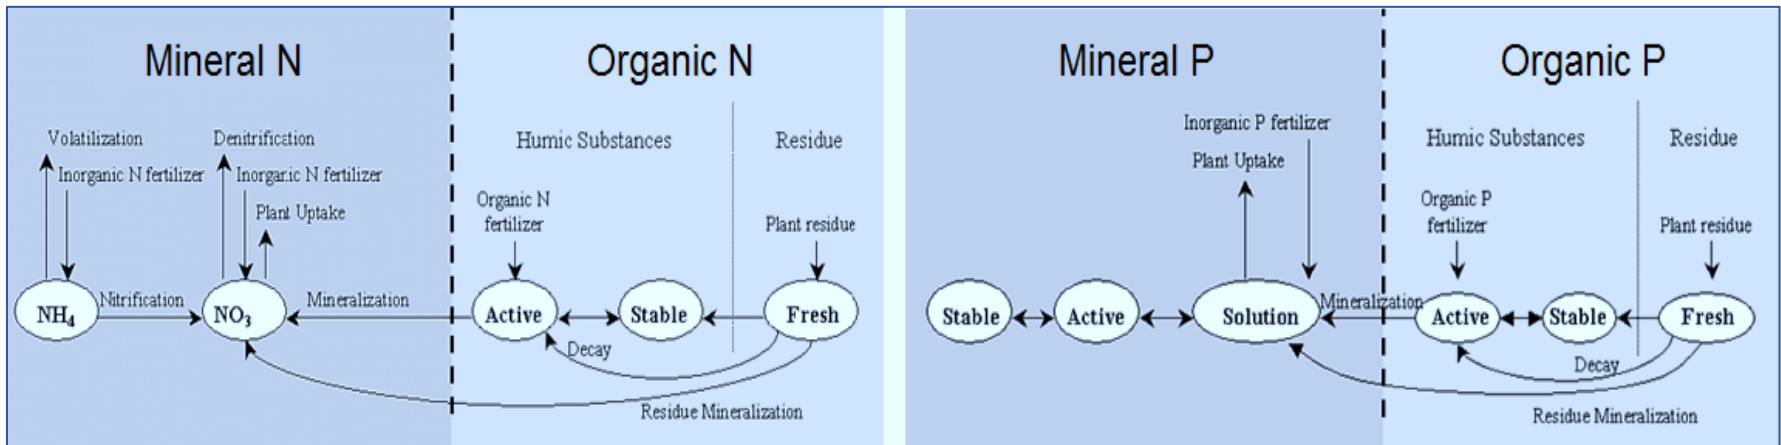 Mineral N
Organic N
Volatilization
Denitrification
Humic Substances
Residue
Inorganic N fertilizer
Inorganic N fertilizer
Plant Uptake
Organic N
fertilizer
Plant residue
NH₄
Nitrification
NO₃
Mineralization
Active
Stable
Fresh
Decay
Residue Mineralization
Mineral P
Organic P
Inorganic P fertilizer
Plant Uptake
Humic Substances
Residue
Organic P
fertilizer
Plant residue
Stable
Active
Solution
Mineralization
Active
Stable
Fresh
Decay
Residue Mineralization